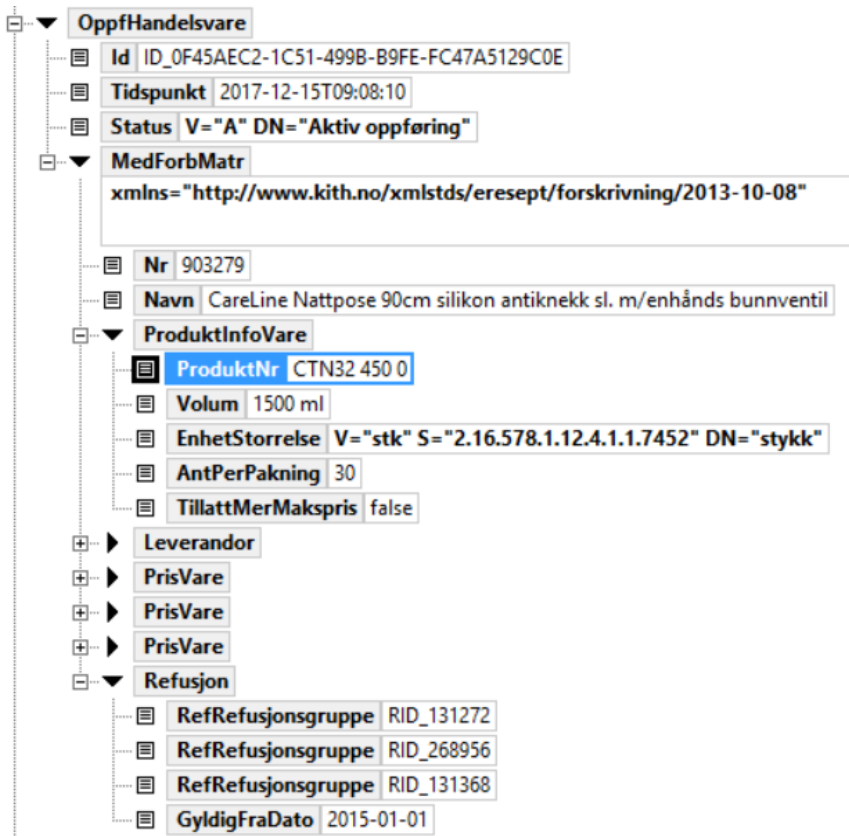 OppfHandelsvare
Id ID_0F45AEC2-1C51-499B-B9FE-FC47A5129C0E
Tidspunkt 2017-12-15T09:08:10
Status V="A" DN="Aktiv oppføring"
MedForbMatr
xmlns="http://www.kith.no/xmlstds/eresept/forskrivning/2013-10-08"
Nr 903279
Navn CareLine Nattpose 90cm silikon antiknekk sl. m/enhånds bunnventil
ProduktInfoVare
ProduktNr CTN32 450 0
Volum 1500 ml
EnhetStorrelse V="stk" S="2.16.578.1.12.4.1.1.7452" DN="stykk"
AntPerPakning 30
TillattMerMakspris false
Leverandor
PrisVare
PrisVare
PrisVare
Refusjon
RefRefusjonsgruppe RID_131272
RefRefusjonsgruppe RID_268956
RefRefusjonsgruppe RID_131368
GyldigFraDato 2015-01-01